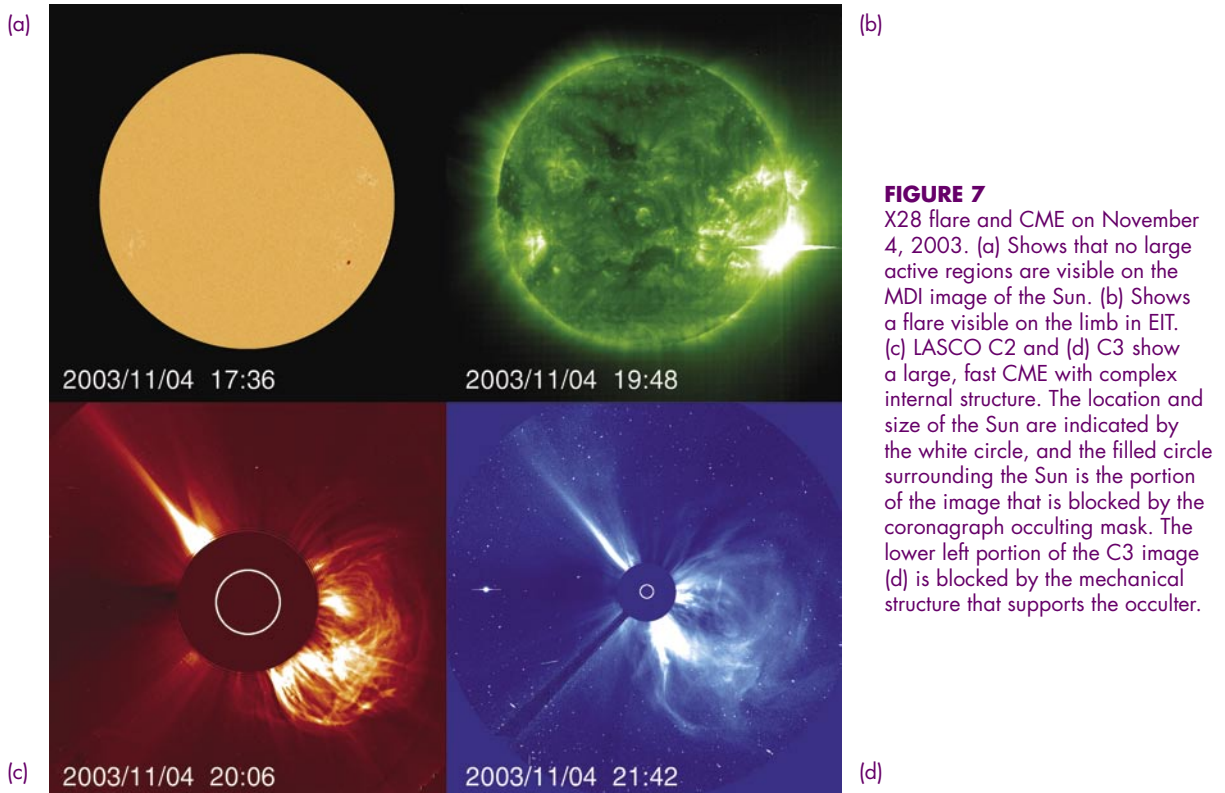 (a)
(b)
2003/11/04 17:36
2003/11/04 19:48
(c)
2003/11/04 20:06
2003/11/04 21:42
(d)
FIGURE 7
X28 flare and CME on November
4, 2003. (a) Shows that no large
active regions are visible on the
MDI image of the Sun. (b) Shows
a flare visible on the limb in EIT.
(c) LASCO C2 and (d) C3 show
a large, fast CME with complex
internal structure. The location and
size of the Sun are indicated by
the white circle, and the filled circle
surrounding the Sun is the portion
of the image that is blocked by the
coronagraph occulting mask. The
lower left portion of the C3 image
(d) is blocked by the mechanical
structure that supports the occulter.